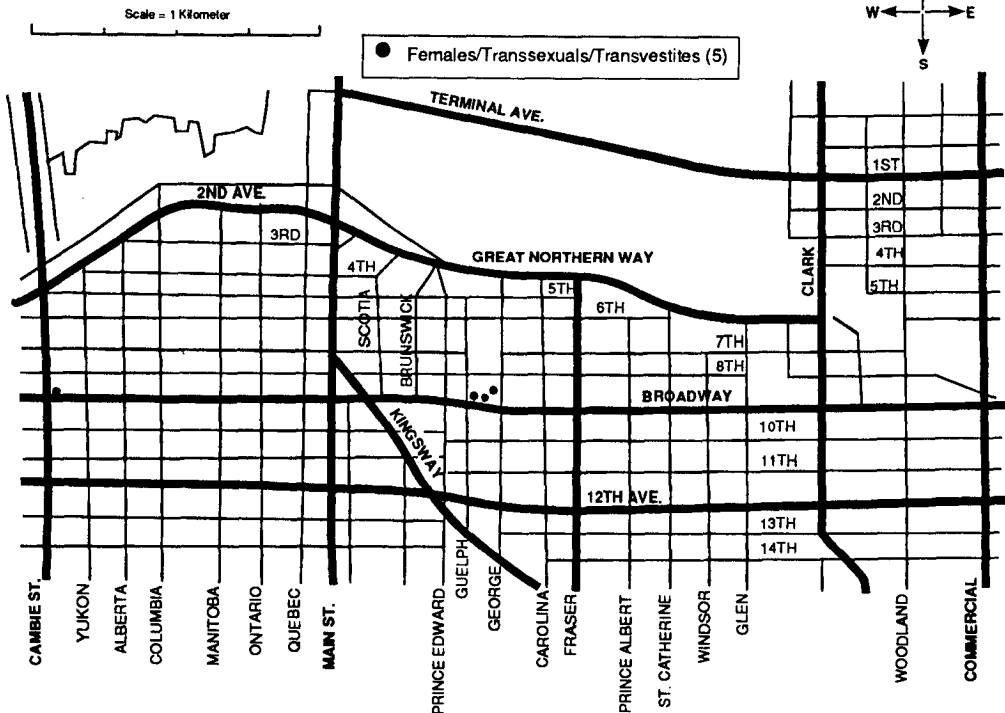 Scale = 1 Kilometer
W E
S
Females/Transsexuals/Transvestites (5)
TERMINAL AVE.
1ST
2ND AVE.
2ND
3RD
3RD
GREAT NORTHERN WAY
4TH
4TH
CLARK
5TH
5TH
6TH
SCOTIA
BRUNSWICK
7TH
8TH
BROADWAY
KINGSWAY
10TH
11TH
12TH AVE.
13TH
14TH
CAMBIE ST.
YUKON
ALBERTA
COLUMBIA
MANITOBA
ONTARIO
QUEBEC
MAIN ST.
PRINCE EDWARD
GUELPH
GEORGE
CAROLINA
FRASER
PRINCE ALBERT
ST. CATHERINE
WINDSOR
GLEN
WOODLAND
COMMERCIAL